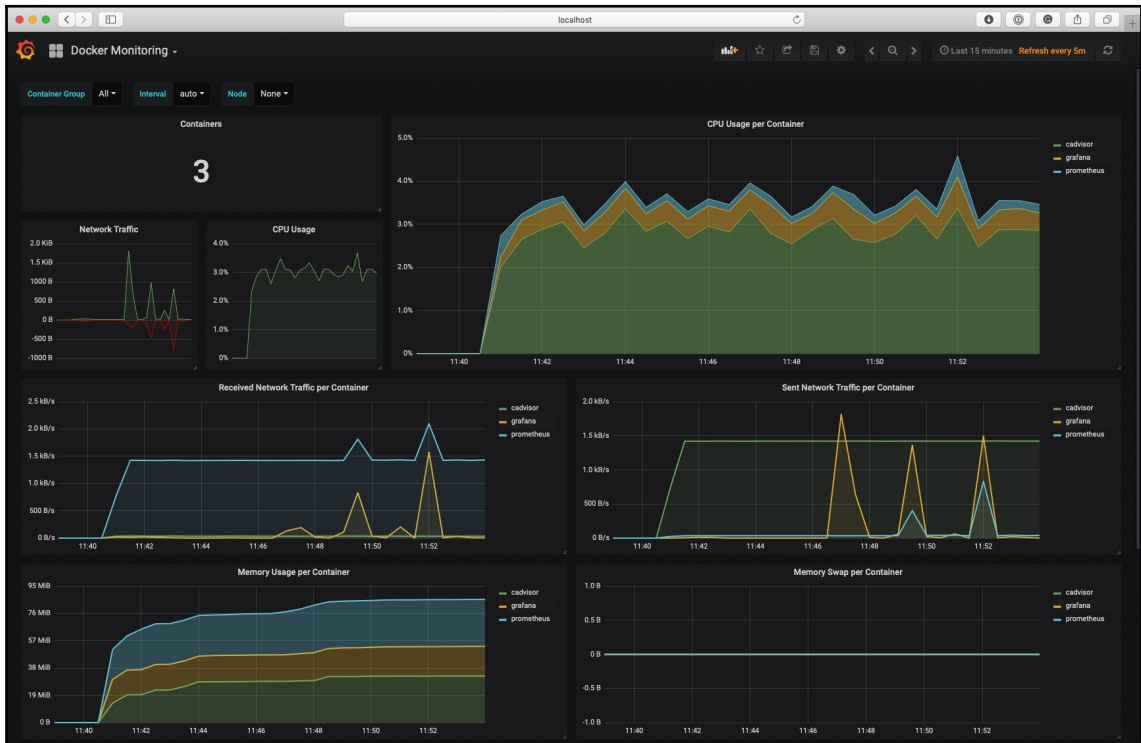 localhost
Docker Monitoring
Last 15 minutes Refresh every 5m
Container Group All Interval auto Node None
Containers
3
CPU Usage per Container
5.0%
4.0%
3.0%
2.0%
1.0%
0%
11:40 11:42 11:44 11:46 11:48 11:50 11:52
cadvisor
grafana
prometheus
Network Traffic
2.0 KiB
1.5 KiB
1000 B
500 B
0 B
-500 B
-1000 B
CPU Usage
4.0%
3.0%
2.0%
1.0%
0%
Received Network Traffic per Container
2.5 kB/s
2.0 kB/s
1.5 kB/s
1.0 kB/s
500 B/s
0 B/s
11:40 11:42 11:44 11:46 11:48 11:50 11:52
cadvisor
grafana
prometheus
Sent Network Traffic per Container
2.0 kB/s
1.5 kB/s
1.0 kB/s
500 B/s
0 B/s
11:40 11:42 11:44 11:46 11:48 11:50 11:52
cadvisor
grafana
prometheus
Memory Usage per Container
95 MiB
76 MiB
57 MiB
38 MiB
19 MiB
0 B
11:40 11:42 11:44 11:46 11:48 11:50 11:52
cadvisor
grafana
prometheus
Memory Swap per Container
1.0 B
0.5 B
0 B
-0.5 B
-1.0 B
11:40 11:42 11:44 11:46 11:48 11:50 11:52
cadvisor
grafana
prometheus